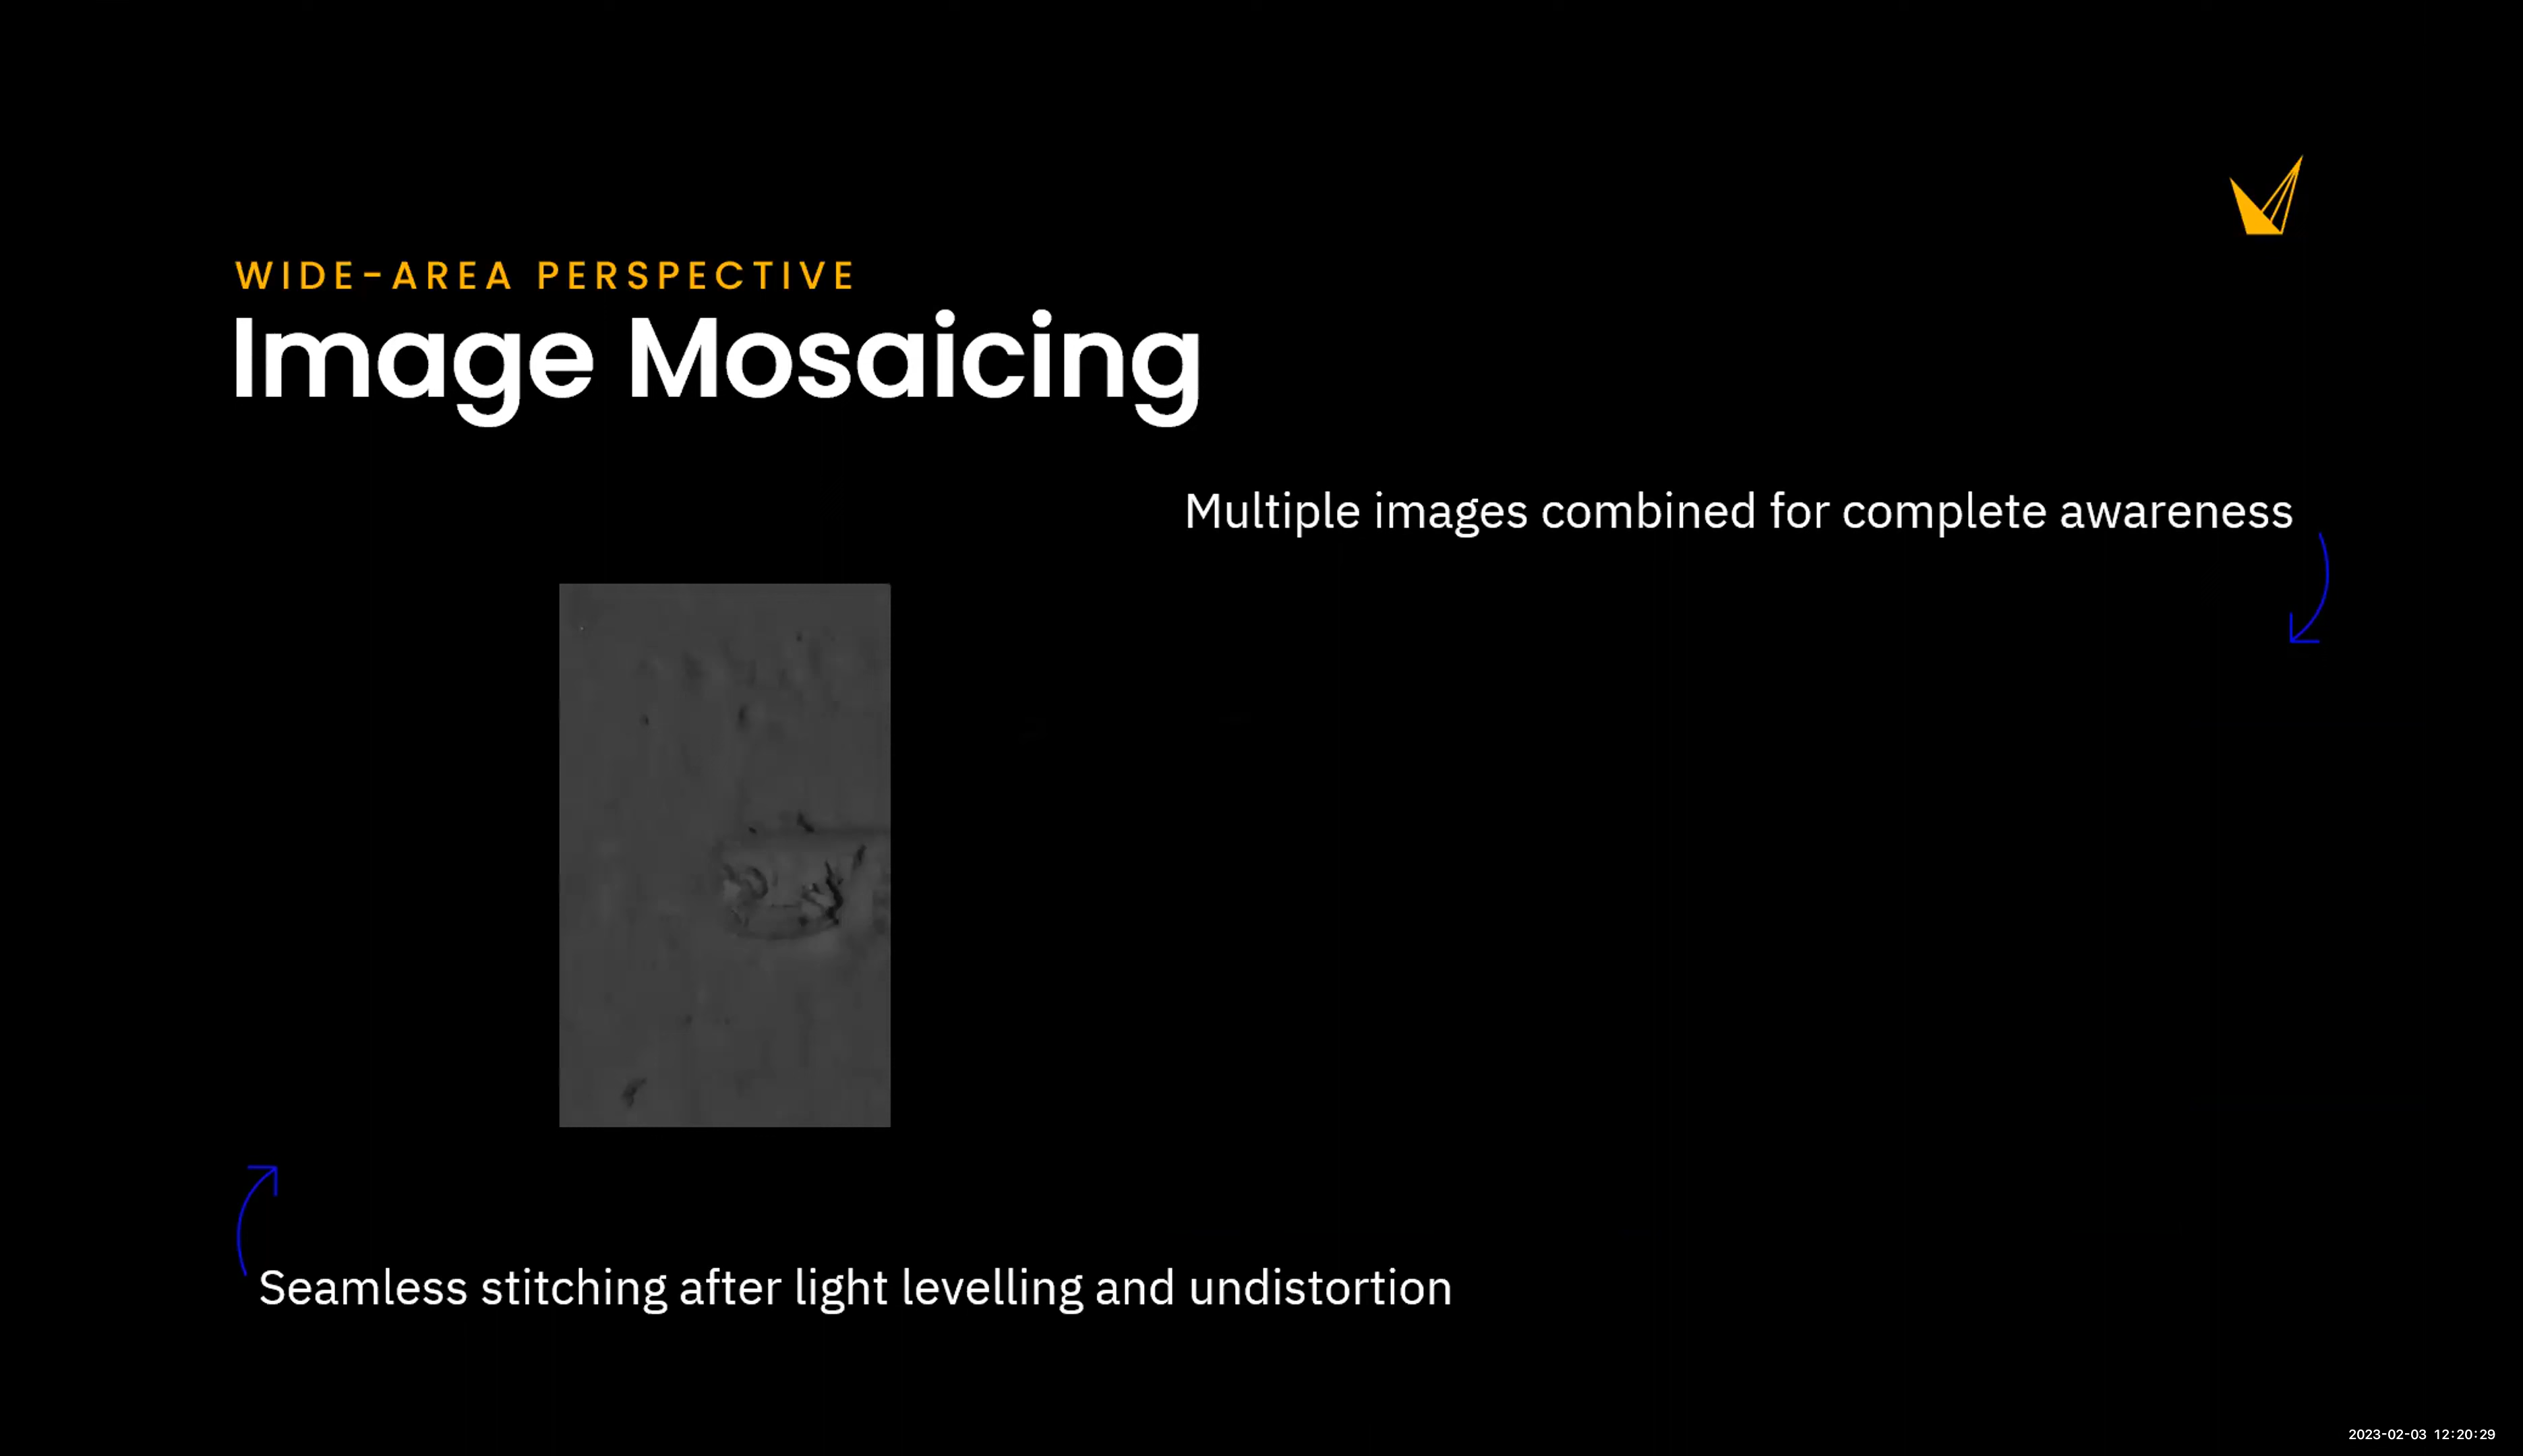 WIDE-AREA PERSPECTIVE
Image Mosaicing
Multiple images combined for complete awareness
Seamless stitching after light levelling and undistortion
2023-02-03 12:20:29